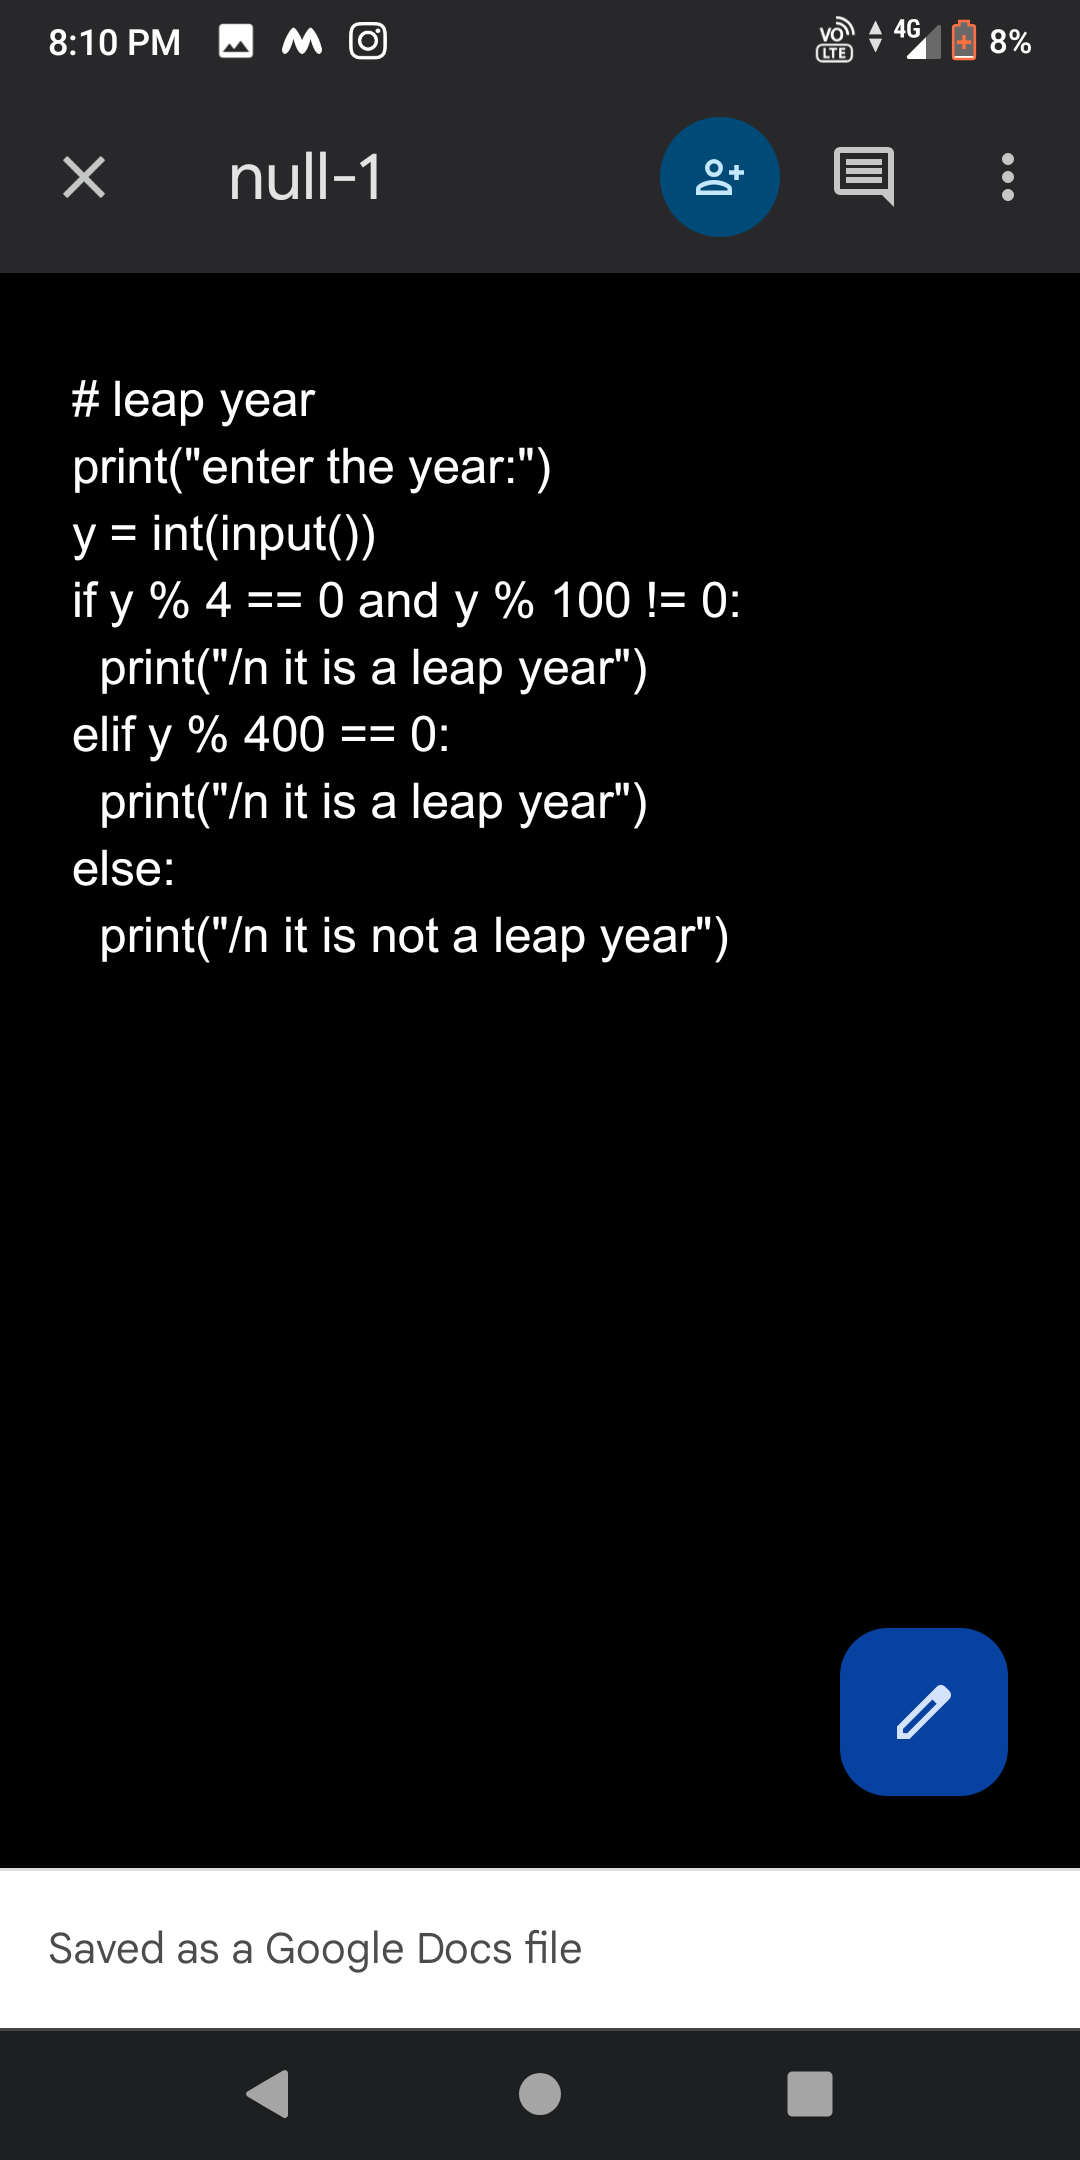 8:10 PM
VO LTE 4G 8%
null-1
# leap year
print("enter the year:")
y = int(input())
if y % 4 == 0 and y % 100 != 0:
  print("/n it is a leap year")
elif y % 400 == 0:
  print("/n it is a leap year")
else:
  print("/n it is not a leap year")
Saved as a Google Docs file